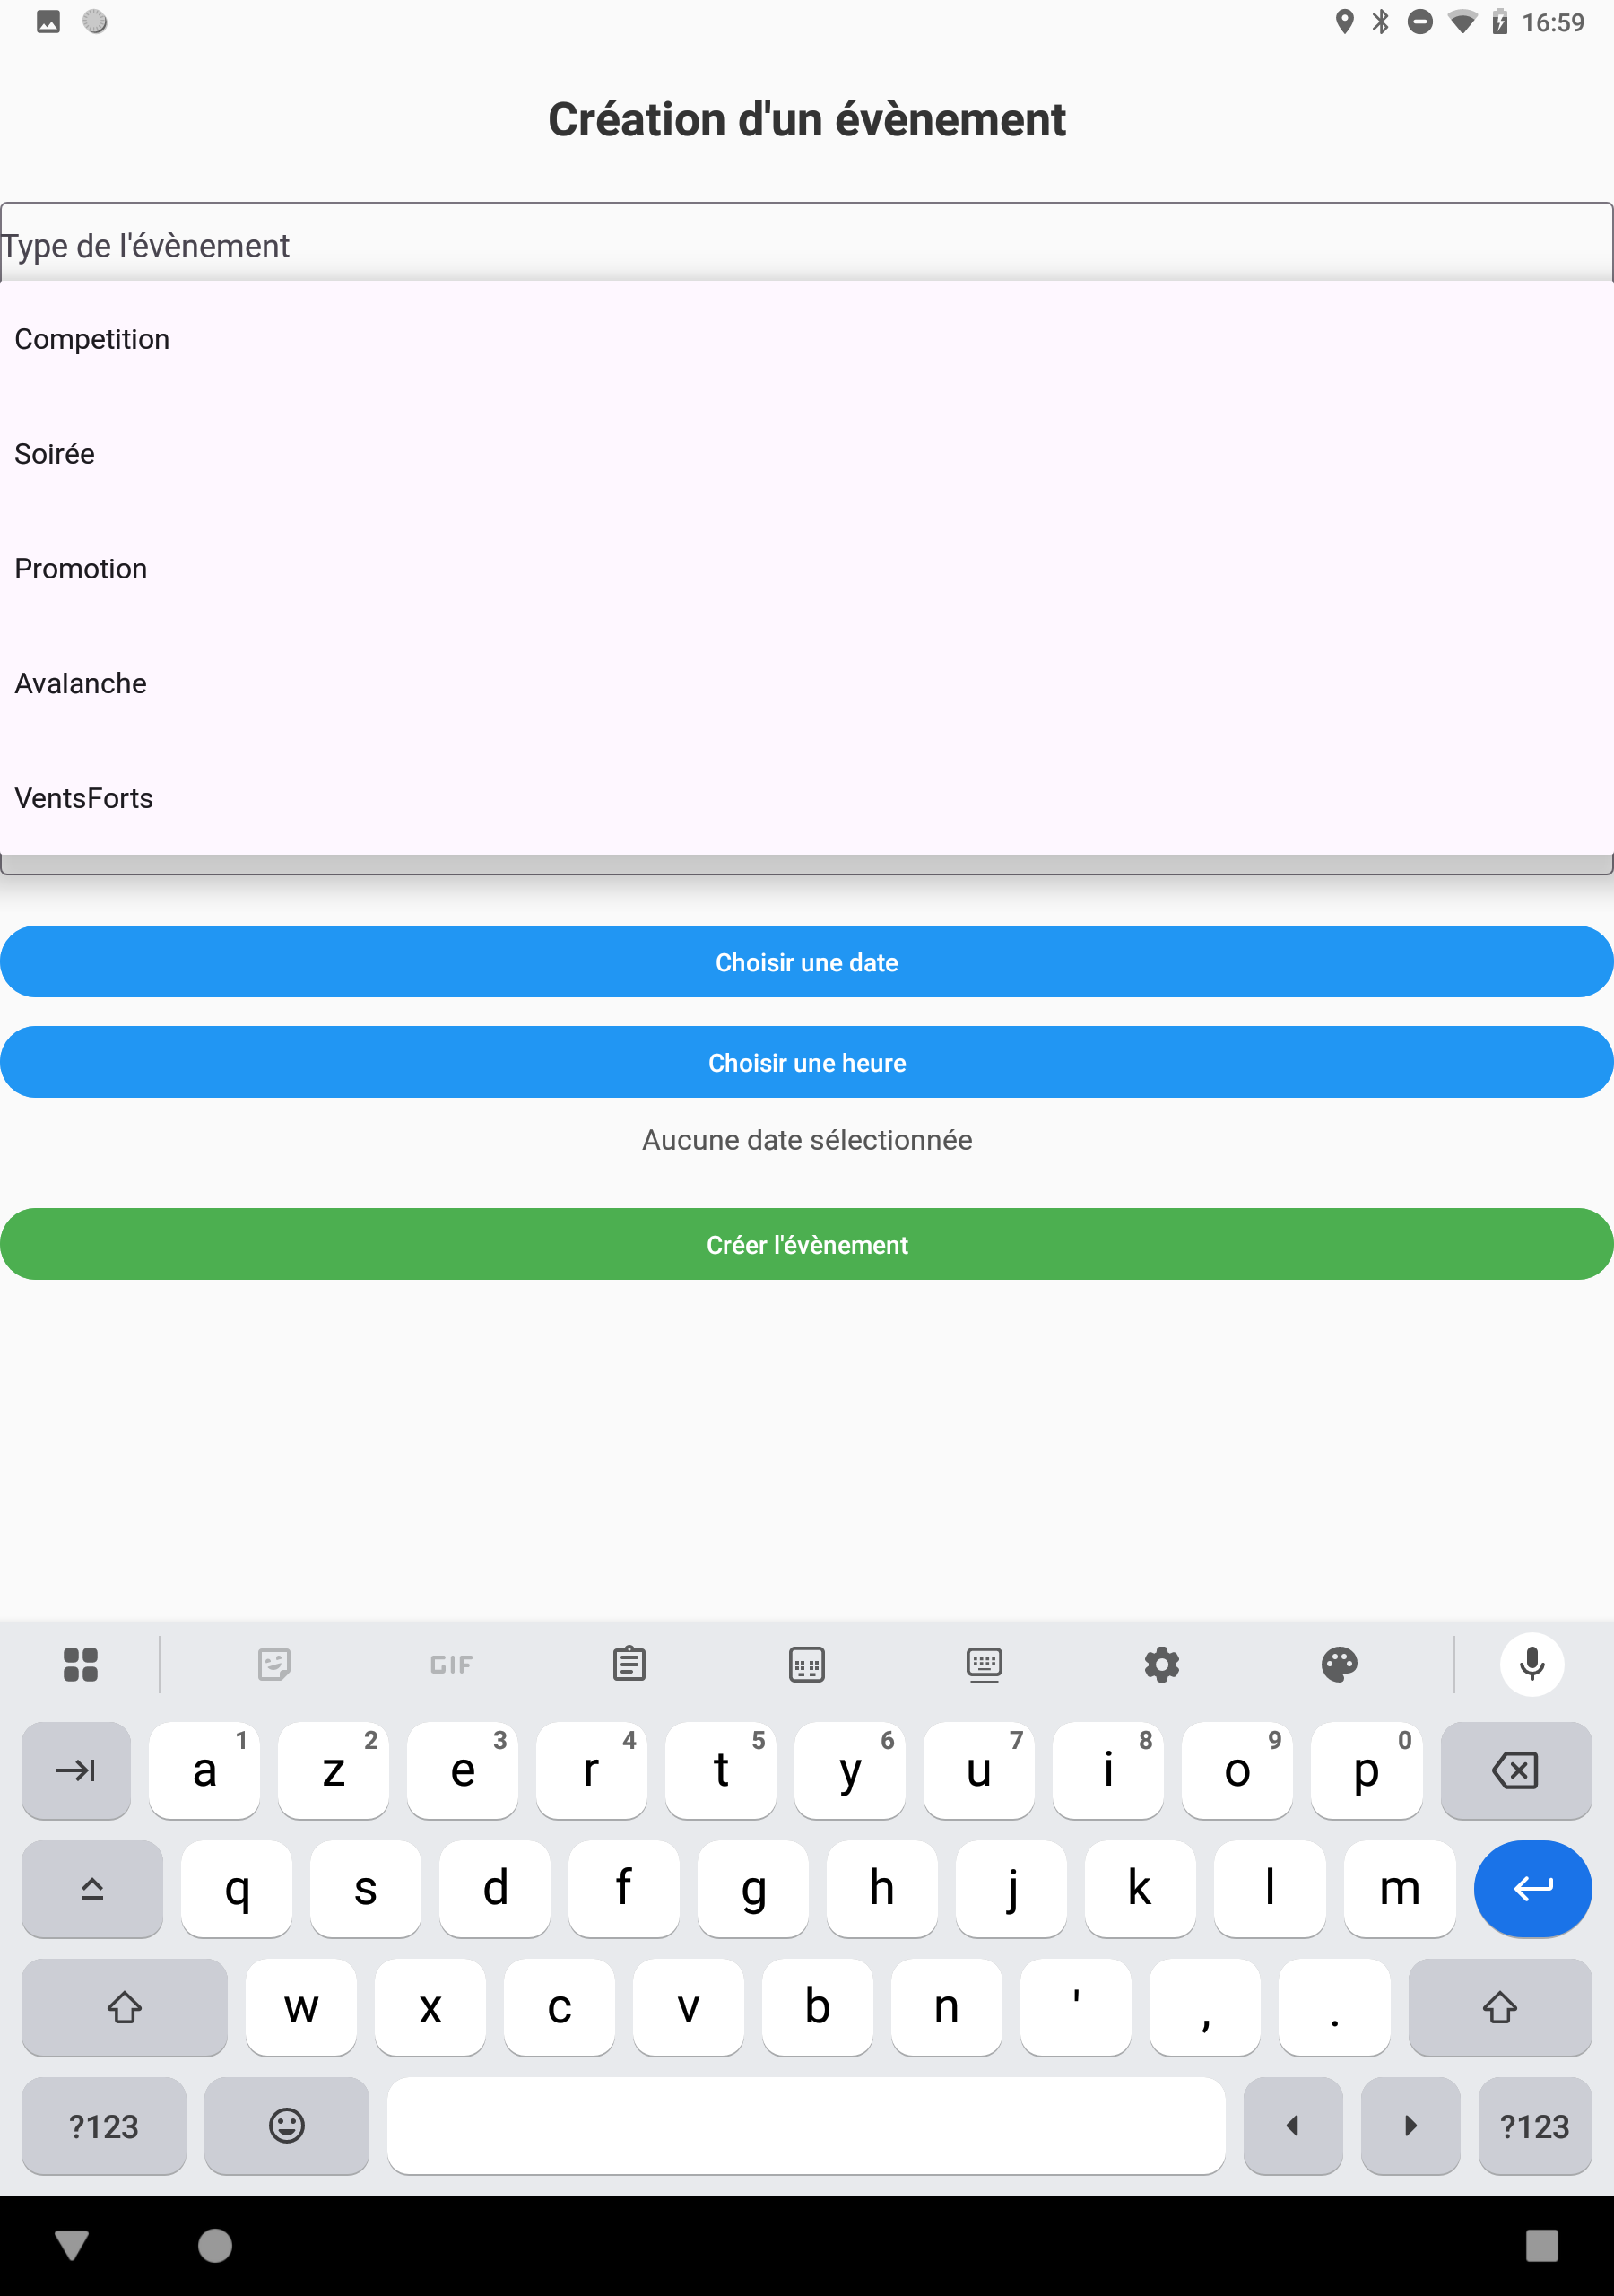 16:59
Création d'un évènement
Type de l'évènement
Competition
Soirée
Promotion
Avalanche
VentsForts
Choisir une date
Choisir une heure
Aucune date sélectionnée
Créer l'évènement
GIF
a 1 z 2 e 3 r 4 t 5 y 6 u 7 i 8 o 9 p 0
q s d f g h j k l m
w x c v b n ' , .
?123 ?123